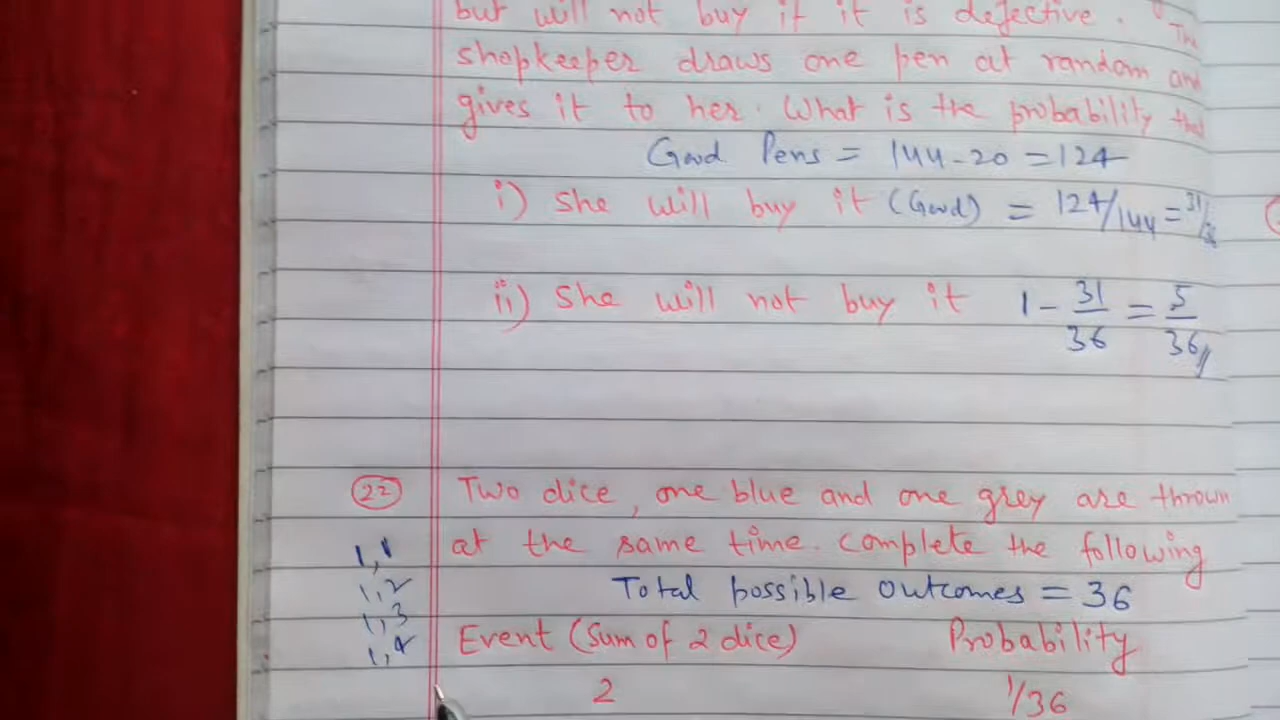 but will not buy if it is defective. The
shopkeeper draws one pen at random and
gives it to her. What is the probability that
Good Pens = 144-20 = 124
i) She will buy it (Good) = 124/144 = 31/36
ii) She will not buy it 1 - 31/36 = 5/36
22 Two dice, one blue and one grey are thrown
1,1 at the same time. Complete the following
1,2 Total possible outcomes = 36
1,3
1,4 Event (Sum of 2 dice) Probability
2 1/36